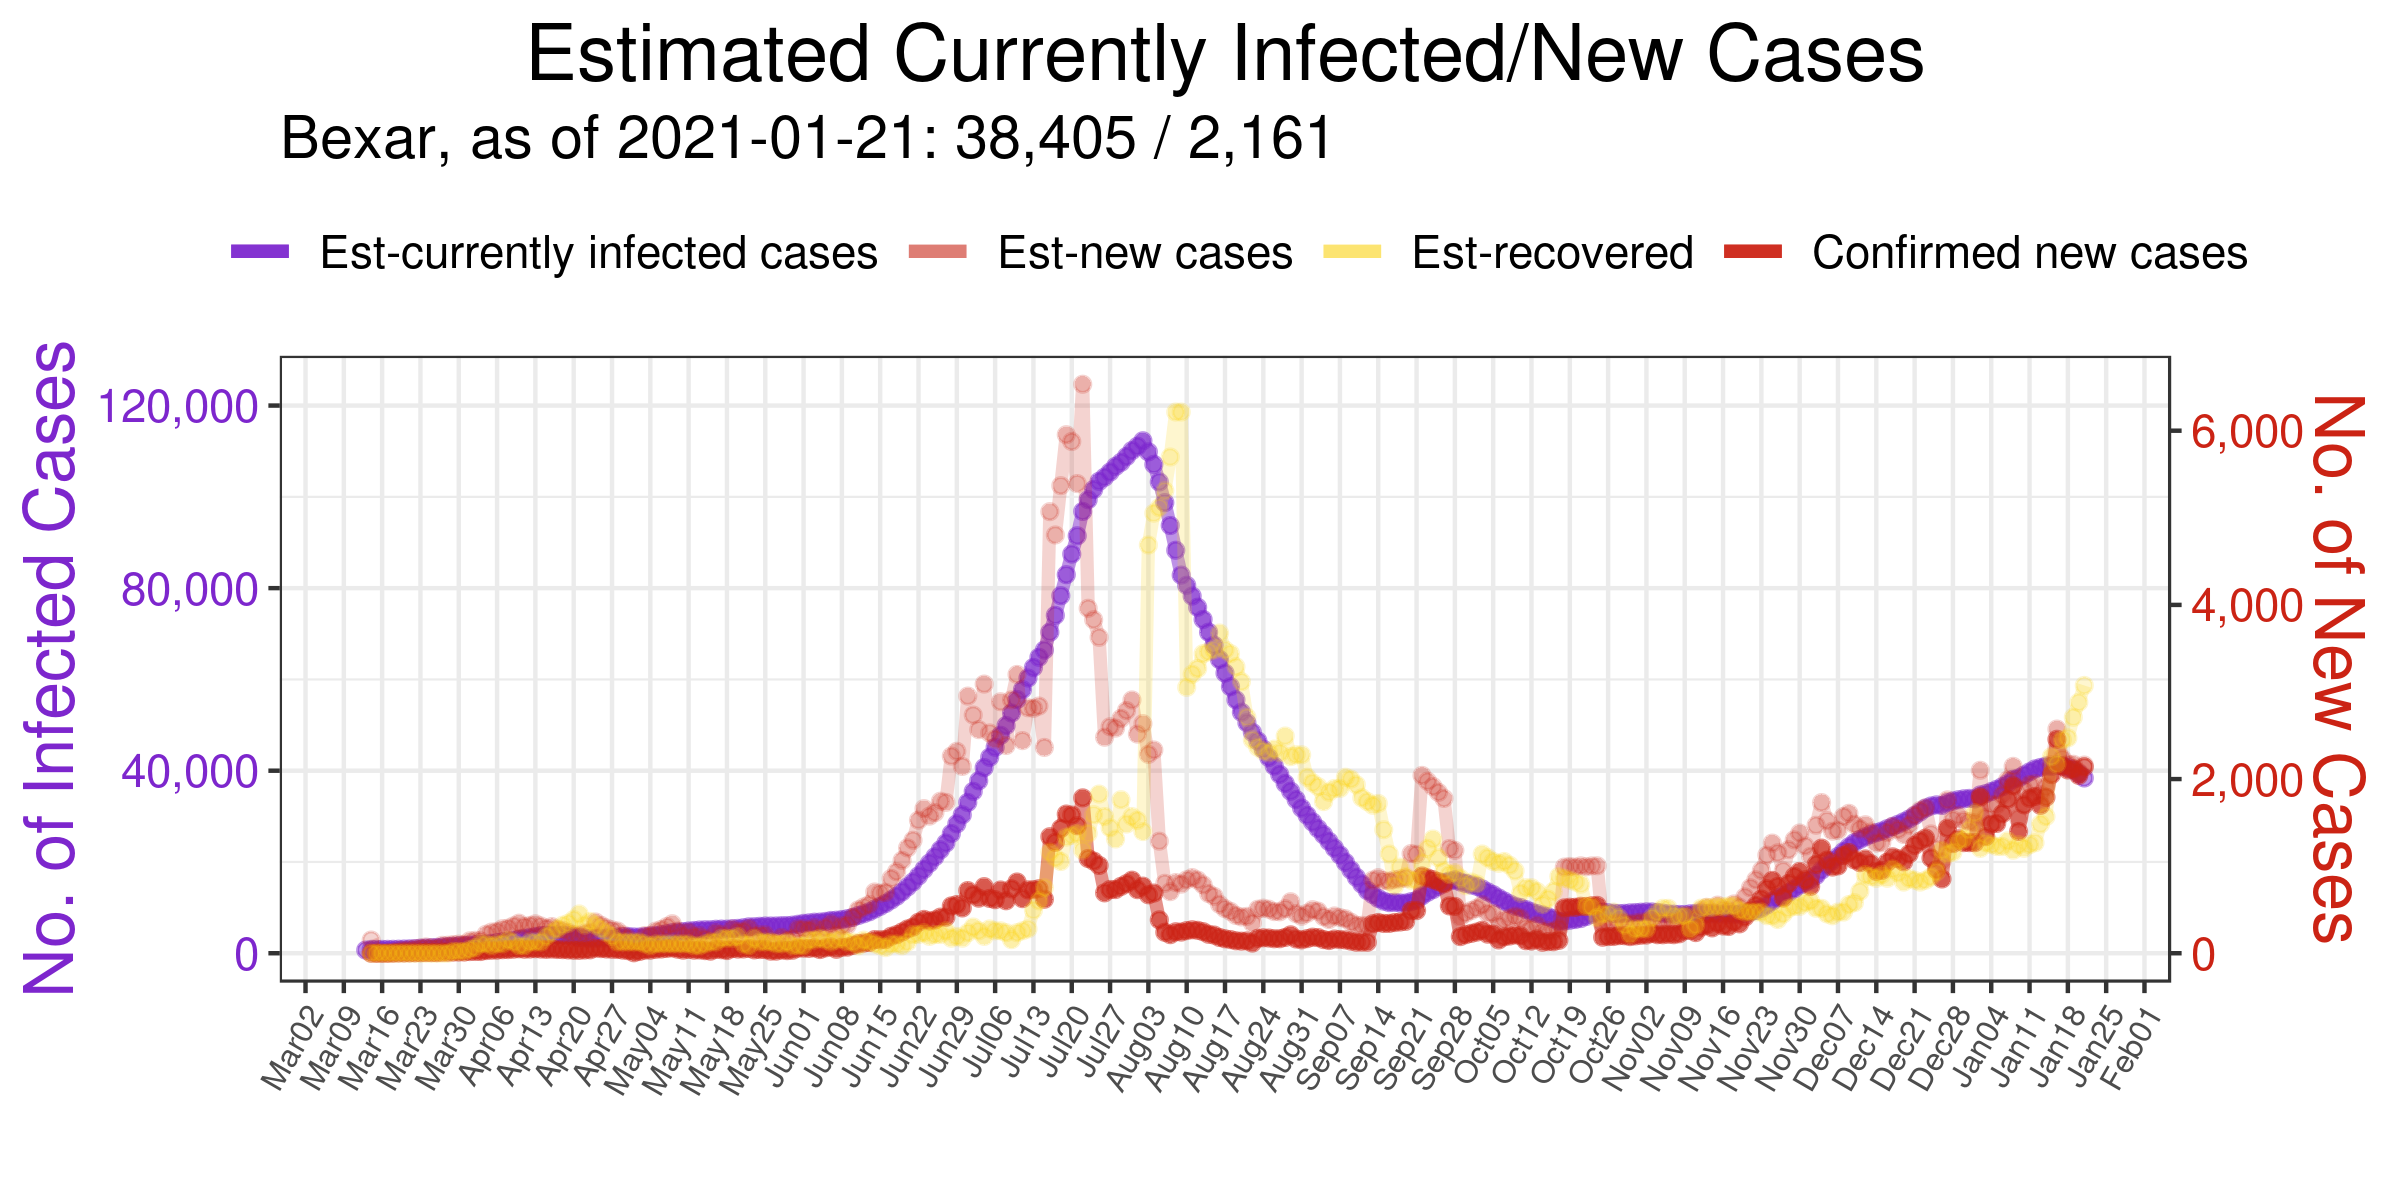 Estimated Currently Infected/New Cases
Bexar, as of 2021-01-21: 38,405 / 2,161
Est-currently infected cases Est-new cases Est-recovered Confirmed new cases
No. of Infected Cases
120,000
80,000
40,000
0
6,000
4,000
2,000
0
No. of New Cases
Mar02 Mar09 Mar16 Mar23 Mar30 Apr06 Apr13 Apr20 Apr27 May04 May11 May18 May25 Jun01 Jun08 Jun15 Jun22 Jun29 Jul06 Jul13 Jul20 Jul27 Aug03 Aug10 Aug17 Aug24 Aug31 Sep07 Sep14 Sep21 Sep28 Oct05 Oct12 Oct19 Oct26 Nov02 Nov09 Nov16 Nov23 Nov30 Dec07 Dec14 Dec21 Dec28 Jan04 Jan11 Jan18 Jan25 Feb01